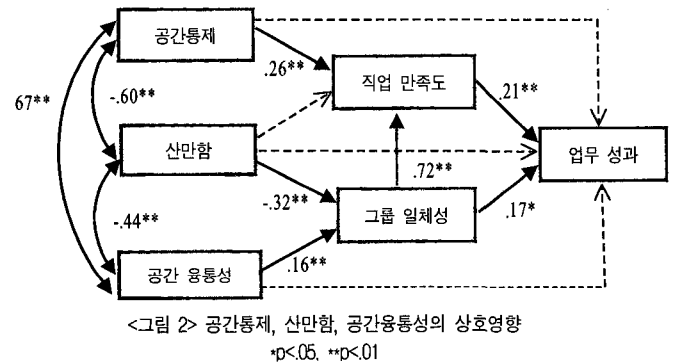 공간통제
.26**
직업 만족도
67**
-.60**
.21**
산만함
업무 성과
.72**
-.32**
그룹 일체성
-.44**
.17*
공간 융통성
.16**
<그림 2> 공간통제, 산만함, 공간융통성의 상호영향
*p<.05, **p<.01